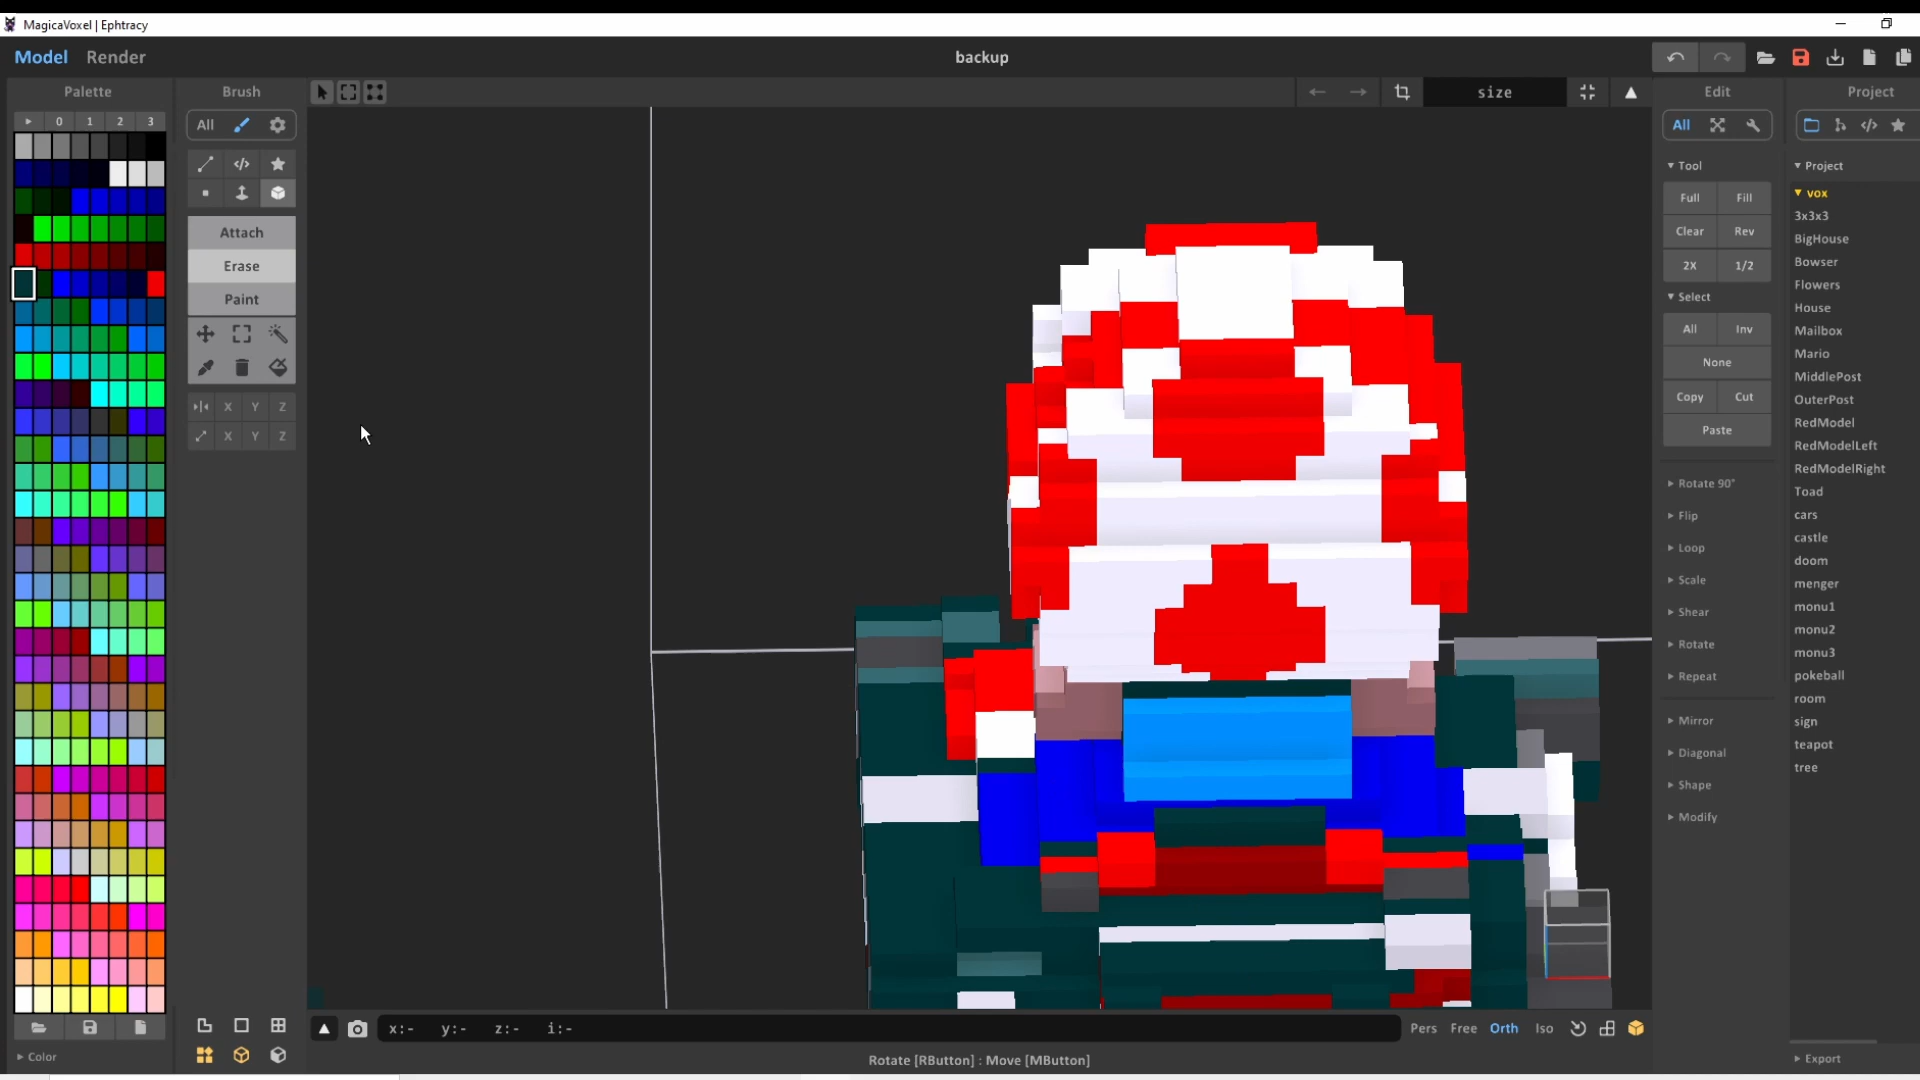 MagicaVoxel | Ephtracy
Model Render
backup
Palette
Brush
size
Edit
Project
0 1 2 3
All
All
Attach
Erase
Paint
X Y Z
X Y Z
Tool
Full Fill
Clear Rev
2X 1/2
Select
All Inv
None
Copy Cut
Paste
Rotate 90°
Flip
Loop
Scale
Shear
Rotate
Repeat
Mirror
Diagonal
Shape
Modify
Project
vox
3x3x3
BigHouse
Bowser
Flowers
House
Mailbox
Mario
MiddlePost
OuterPost
RedModel
RedModelLeft
RedModelRight
Toad
cars
castle
doom
menger
monu1
monu2
monu3
pokeball
room
sign
teapot
tree
x:- y:- z:- i:-
Pers Free Orth Iso
Color
Rotate [RButton] : Move [MButton]
Export